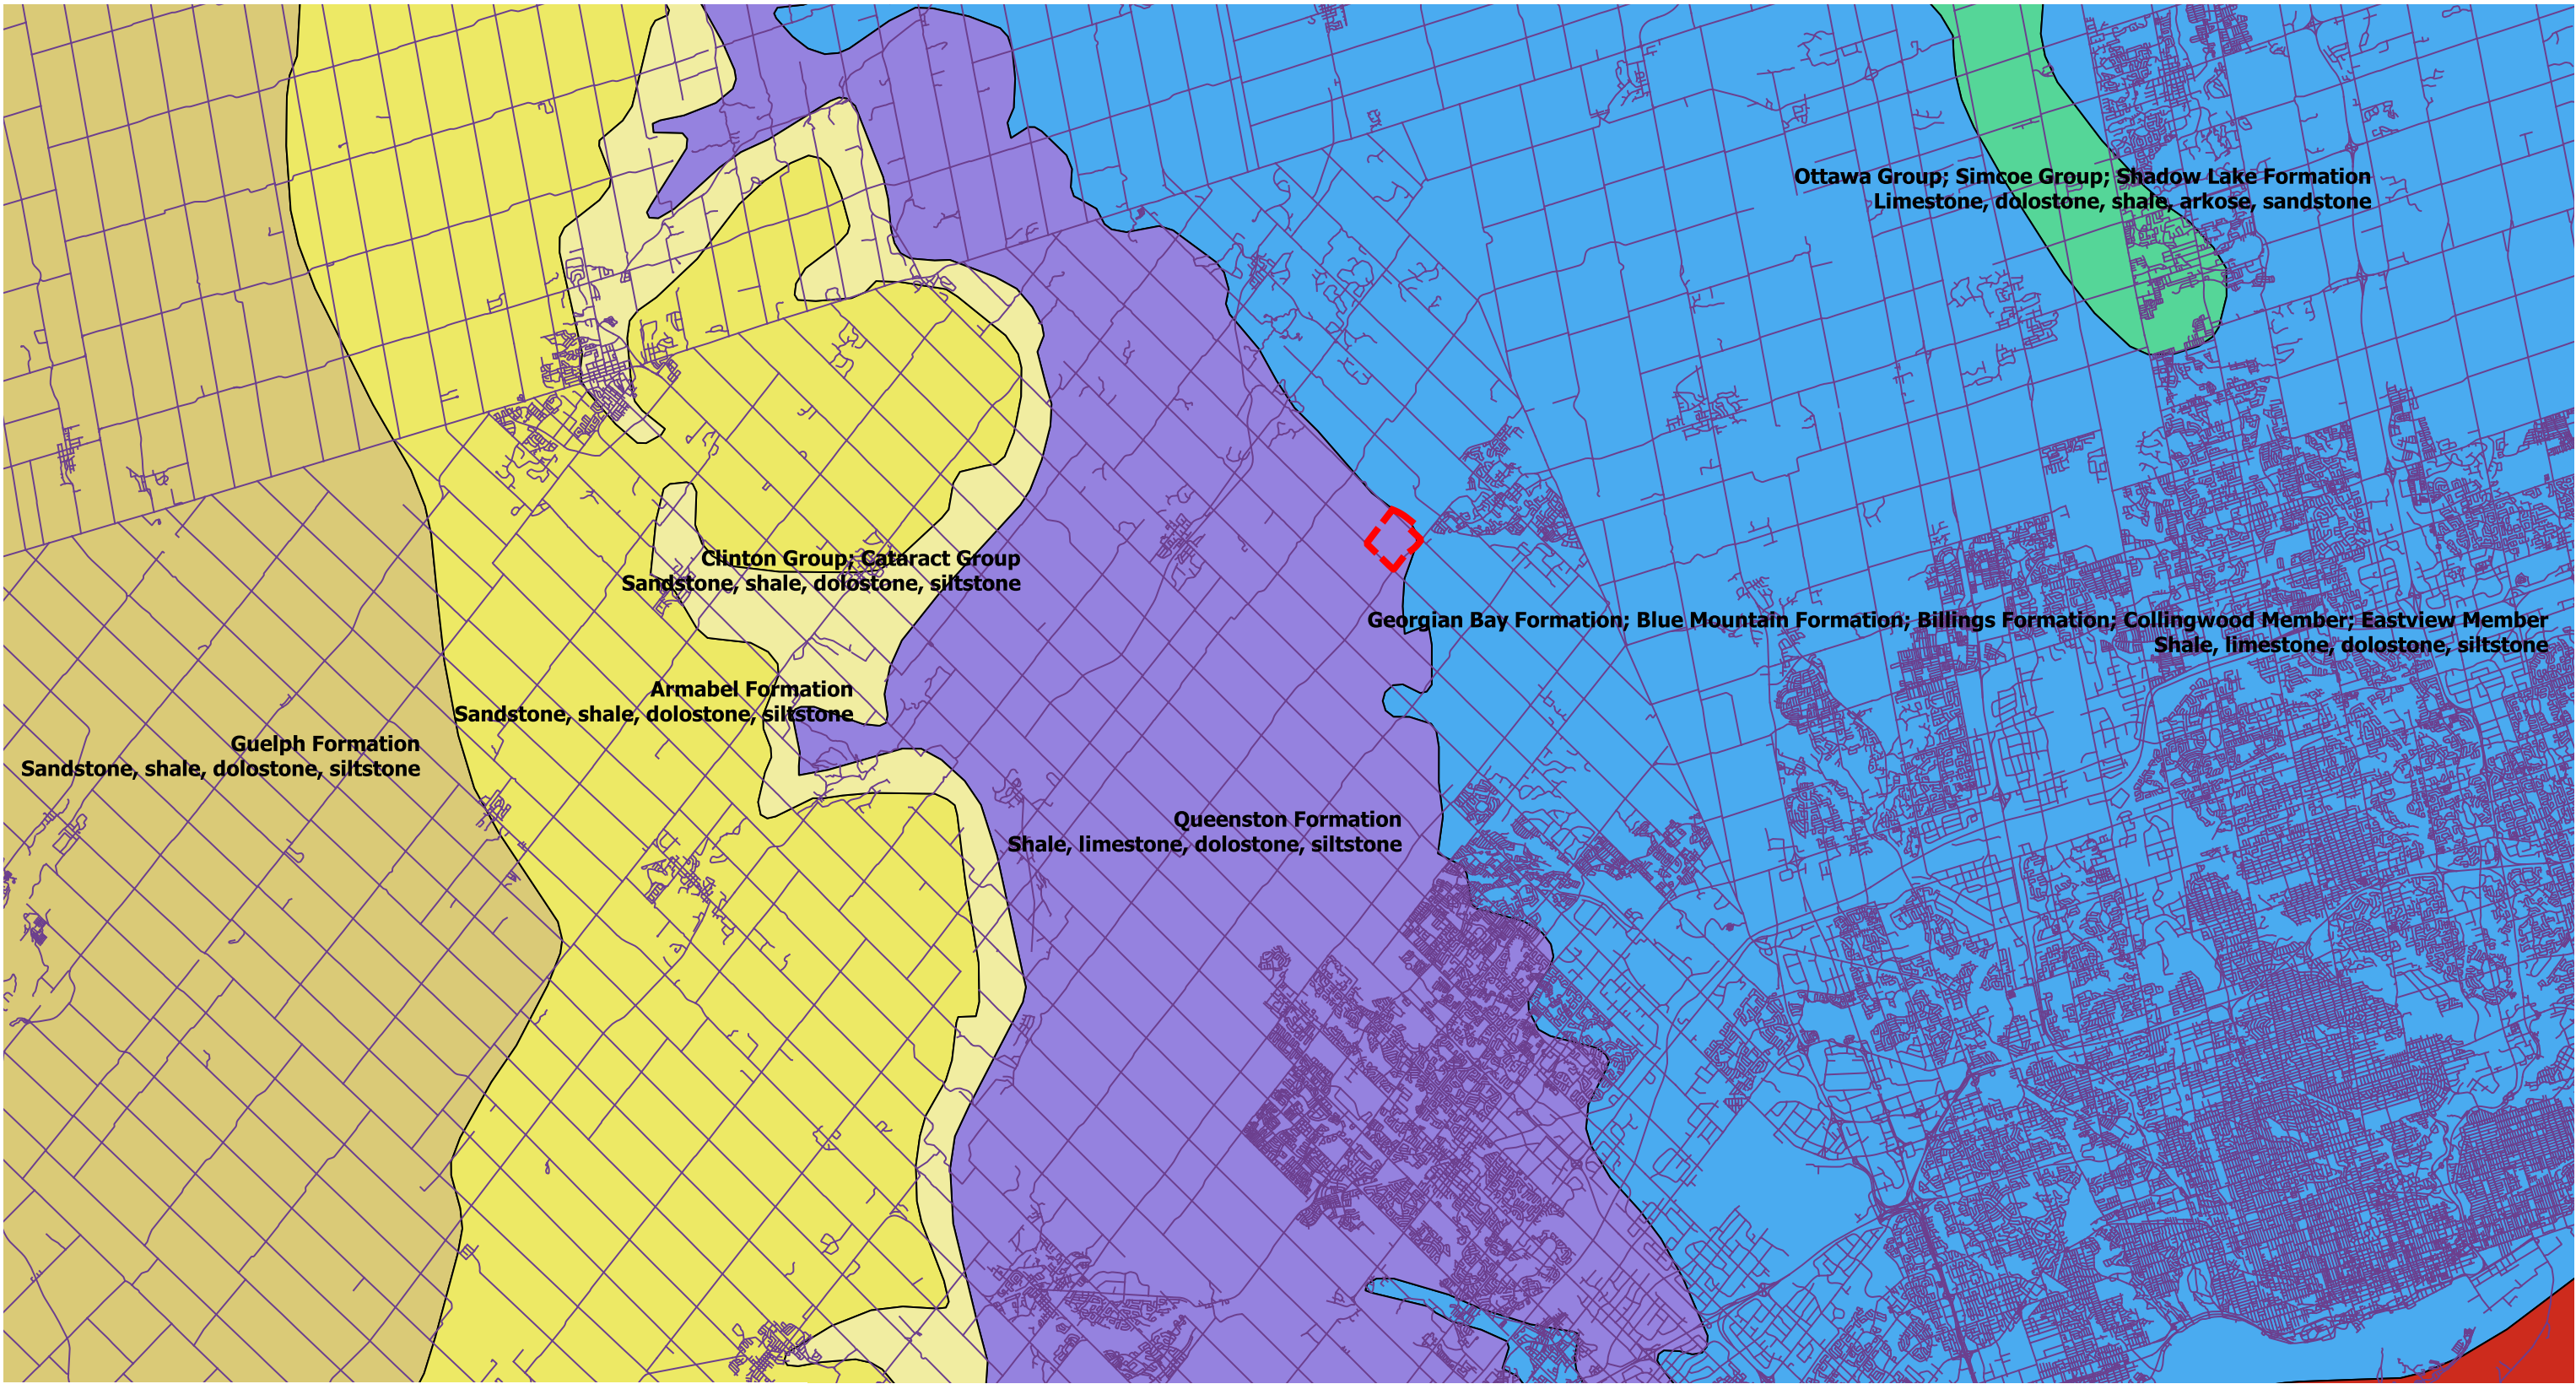 Ottawa Group; Simcoe Group; Shadow Lake Formation
Limestone, dolostone, shale, arkose, sandstone
Clinton Group; Cataract Group
Sandstone, shale, dolostone, siltstone
Georgian Bay Formation; Blue Mountain Formation; Billings Formation; Collingwood Member; Eastview Member
Shale, limestone, dolostone, siltstone
Armabel Formation
Sandstone, shale, dolostone, siltstone
Guelph Formation
Sandstone, shale, dolostone, siltstone
Queenston Formation
Shale, limestone, dolostone, siltstone